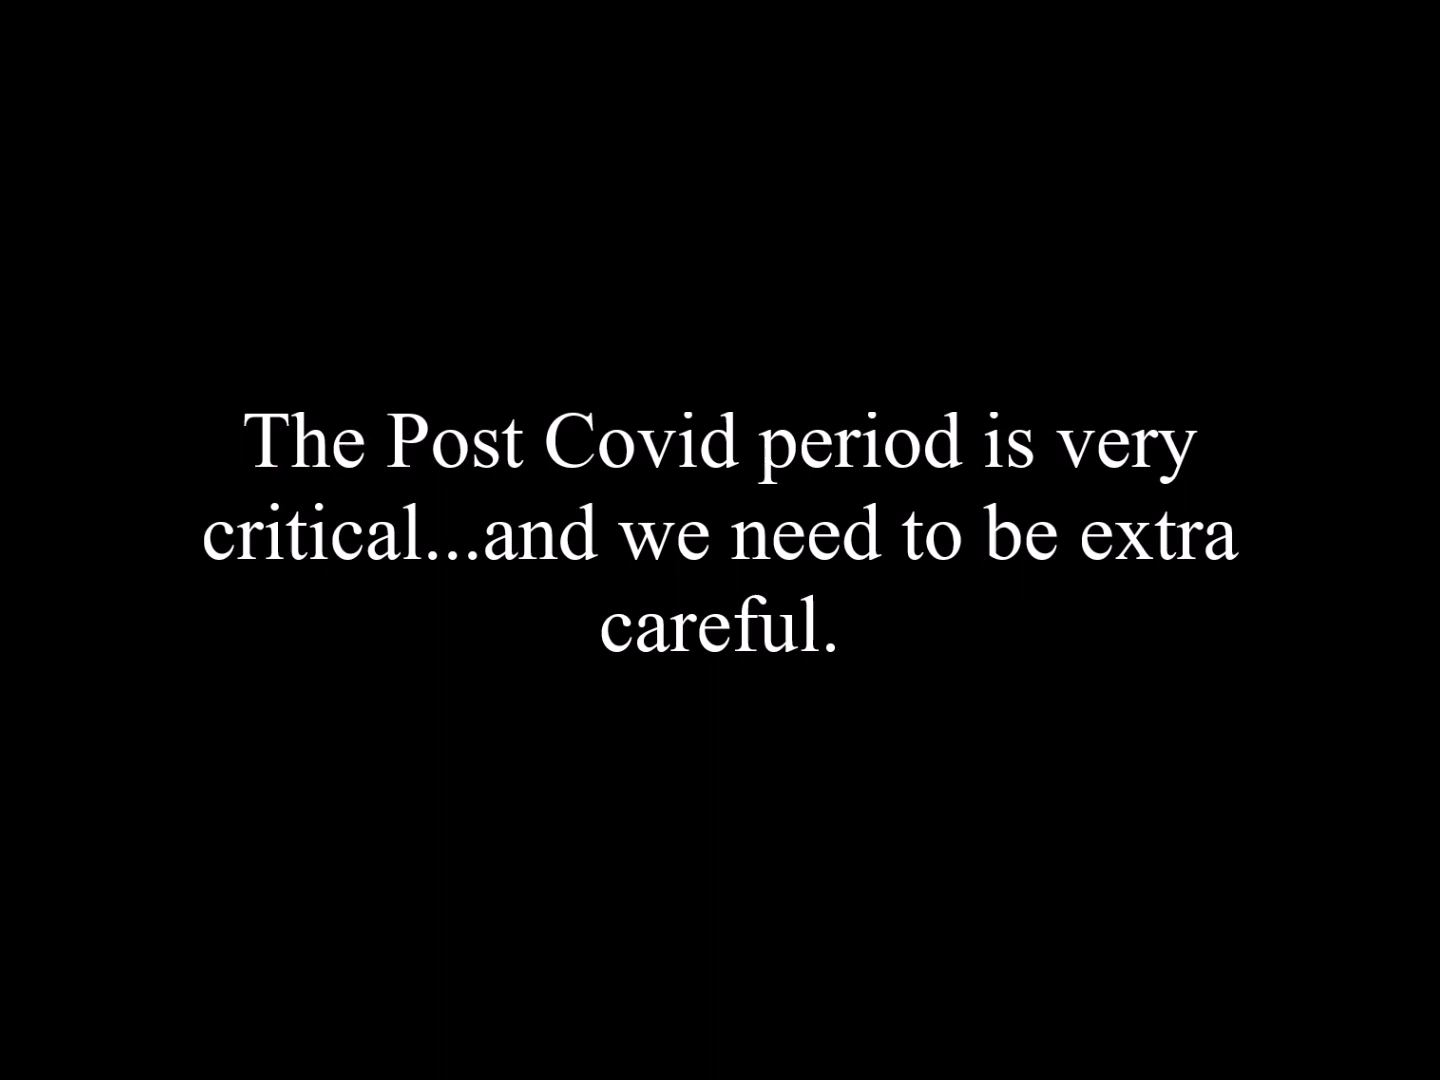 The Post Covid period is very
critical...and we need to be extra
careful.